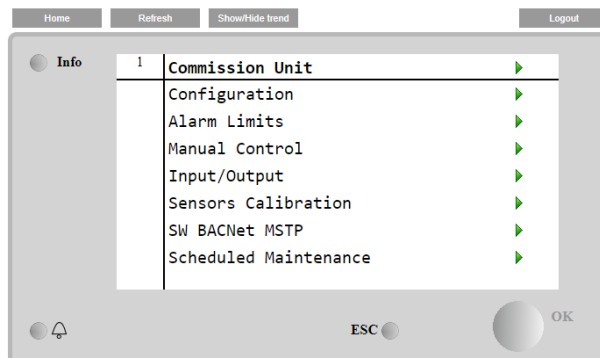 Home Refresh Show/Hide trend Logout
Info 1 Commission Unit
Configuration
Alarm Limits
Manual Control
Input/Output
Sensors Calibration
SW BACNet MSTP
Scheduled Maintenance
OK
ESC